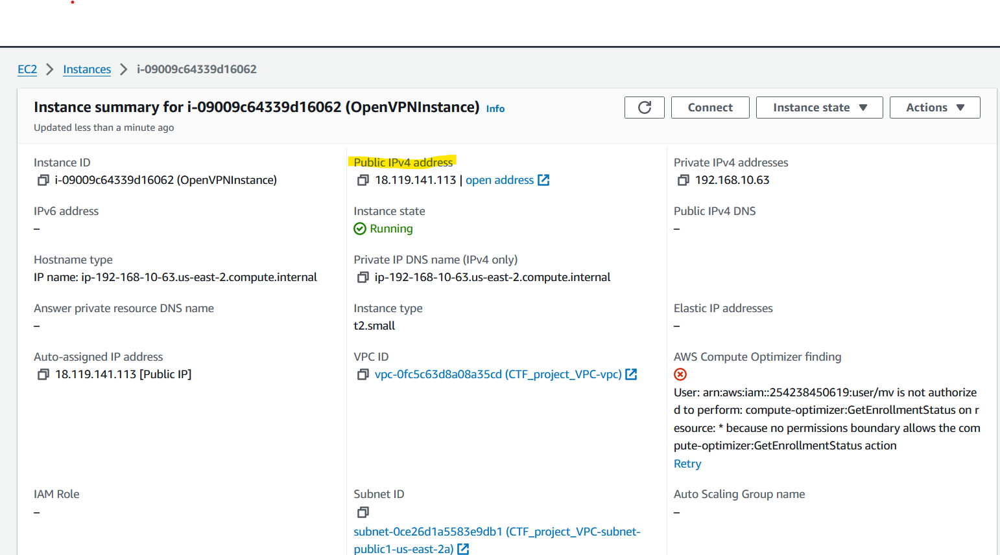 EC2 > Instances > i-09009c64339d16062
Instance summary for i-09009c64339d16062 (OpenVPNInstance) Info
Updated less than a minute ago
Connect
Instance state
Actions
Instance ID
i-09009c64339d16062 (OpenVPNInstance)
Public IPv4 address
18.119.141.113 | open address
Private IPv4 addresses
192.168.10.63
IPv6 address
–
Instance state
Running
Public IPv4 DNS
–
Hostname type
IP name: ip-192-168-10-63.us-east-2.compute.internal
Private IP DNS name (IPv4 only)
ip-192-168-10-63.us-east-2.compute.internal
Answer private resource DNS name
–
Instance type
t2.small
Elastic IP addresses
–
Auto-assigned IP address
18.119.141.113 [Public IP]
VPC ID
vpc-0fc5c63d8a08a35cd (CTF_project_VPC-vpc)
AWS Compute Optimizer finding
User: arn:aws:iam::254238450619:user/mv is not authorize
d to perform: compute-optimizer:GetEnrollmentStatus on r
esource: * because no permissions boundary allows the com
pute-optimizer:GetEnrollmentStatus action
Retry
IAM Role
–
Subnet ID
subnet-0ce26d1a5583e9db1 (CTF_project_VPC-subnet-
public1-us-east-2a)
Auto Scaling Group name
–